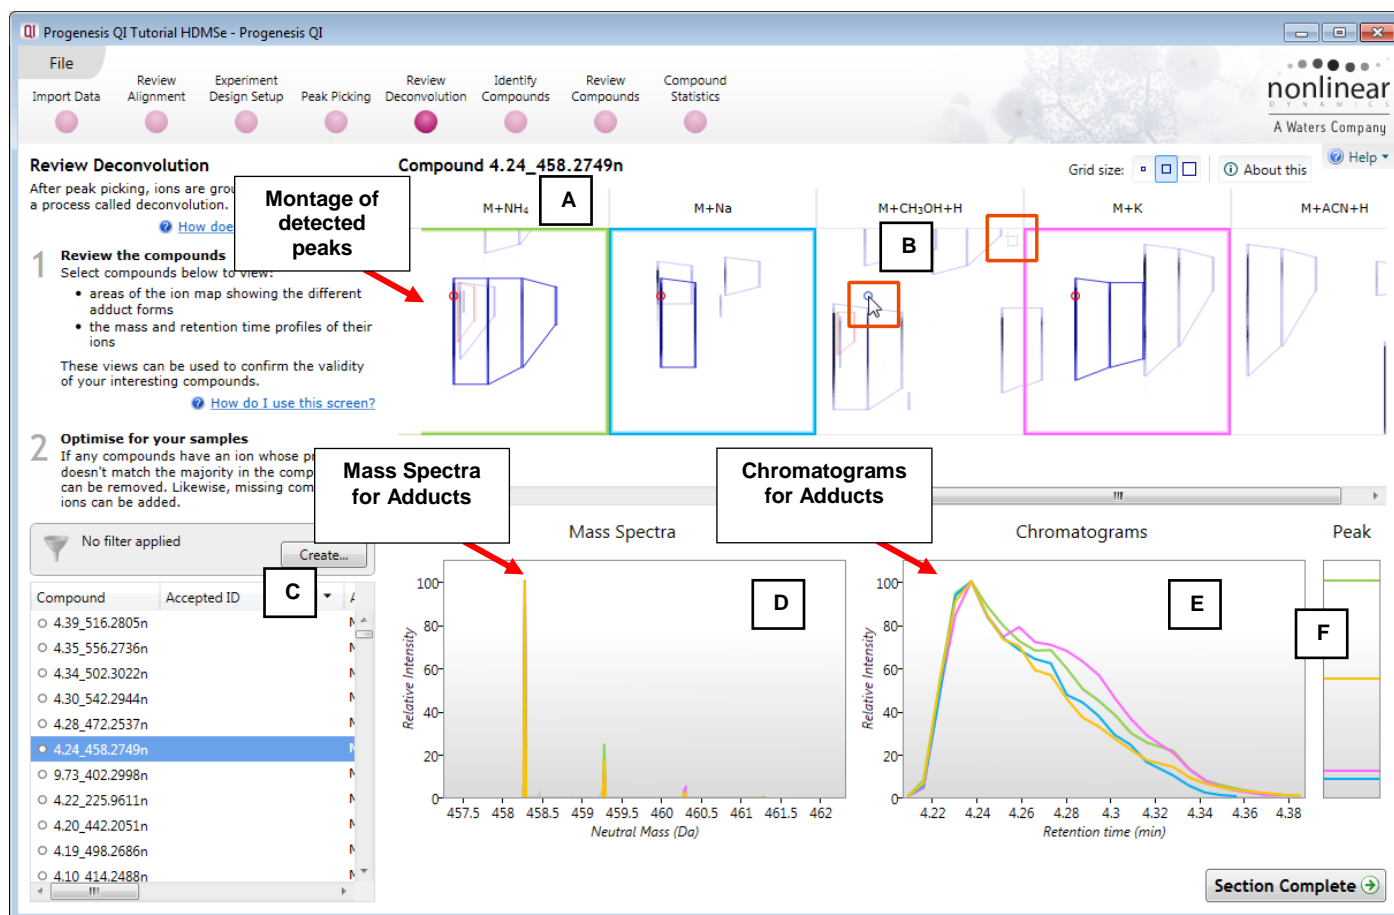 QI Progenesis QI Tutorial HDMSe - Progenesis QI
File
Import Data
Review Alignment
Experiment Design Setup
Peak Picking
Review Deconvolution
Identify Compounds
Review Compounds
Compound Statistics
nonlinear
DYNAMICS
A Waters Company
Review Deconvolution
After peak picking, ions are gro
a process called deconvolution.
How doe
Montage of
detected
peaks
1 Review the compounds
Select compounds below to view:
• areas of the ion map showing the different
adduct forms
• the mass and retention time profiles of their
ions
These views can be used to confirm the validity
of your interesting compounds.
How do I use this screen?
2 Optimise for your samples
If any compounds have an ion whose p
doesn't match the majority in the comp
can be removed. Likewise, missing com
ions can be added.
No filter applied
Create...
Compound Accepted ID C
4.39_516.2805n
4.35_556.2736n
4.34_502.3022n
4.30_542.2944n
4.28_472.2537n
4.24_458.2749n
9.73_402.2998n
4.22_225.9611n
4.20_442.2051n
4.19_498.2686n
4.10_414.2488n
Compound 4.24_458.2749n
Grid size:
About this
Help
M+NH₄ A M+Na M+CH₃OH+H M+K M+ACN+H
B
Mass Spectra
for Adducts
Chromatograms
for Adducts
Mass Spectra
D
Relative Intensity
100
80
60
40
20
0
457.5 458 458.5 459 459.5 460 460.5 461 461.5 462
Neutral Mass (Da)
Chromatograms
E
Relative Intensity
100
80
60
40
20
0
4.22 4.24 4.26 4.28 4.3 4.32 4.34 4.36 4.38
Retention time (min)
Peak
F
Section Complete